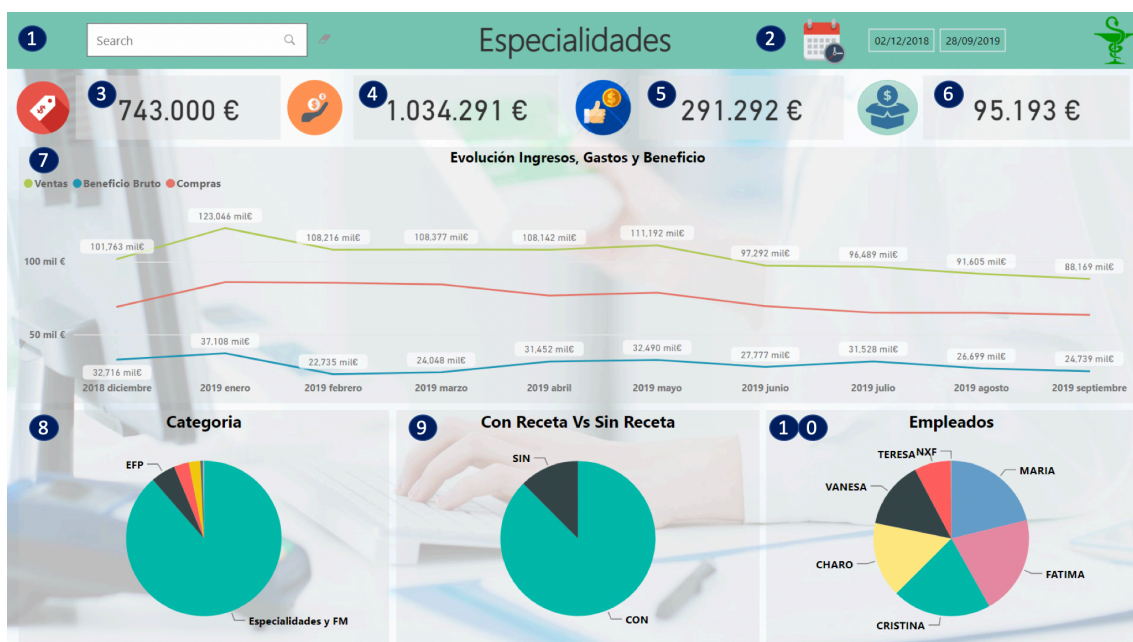 1
Search
Especialidades
2
02/12/2018
28/09/2019
3
743.000 €
4
1.034.291 €
5
291.292 €
6
95.193 €
7
Evolución Ingresos, Gastos y Beneficio
Ventas Beneficio Bruto Compras
123,046 mil€
101,763 mil€
108,216 mil€
108,377 mil€
108,142 mil€
111,192 mil€
97,292 mil€
96,489 mil€
91,605 mil€
88,169 mil€
100 mil €
50 mil €
32,716 mil€
37,108 mil€
22,735 mil€
24,048 mil€
31,452 mil€
32,490 mil€
27,777 mil€
31,528 mil€
26,699 mil€
24,739 mil€
2018 diciembre
2019 enero
2019 febrero
2019 marzo
2019 abril
2019 mayo
2019 junio
2019 julio
2019 agosto
2019 septiembre
8
Categoria
EFP
Especialidades y FM
9
Con Receta Vs Sin Receta
SIN
CON
1 0
Empleados
TERESA
NXF
MARIA
VANESA
CHARO
FATIMA
CRISTINA